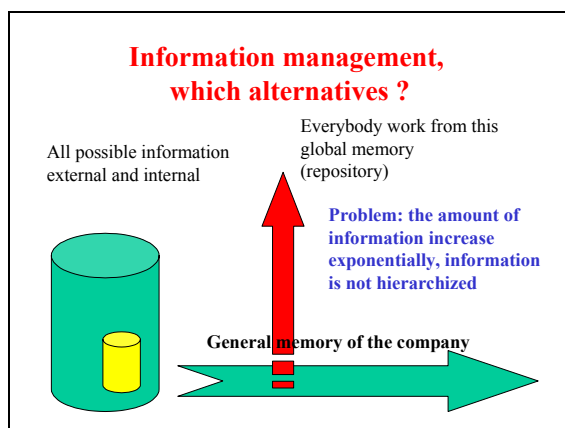 Information management,
which alternatives ?
Everybody work from this
global memory
(repository)
All possible information
external and internal
Problem: the amount of
information increase
exponentially, information
is not hierarchized
General memory of the company